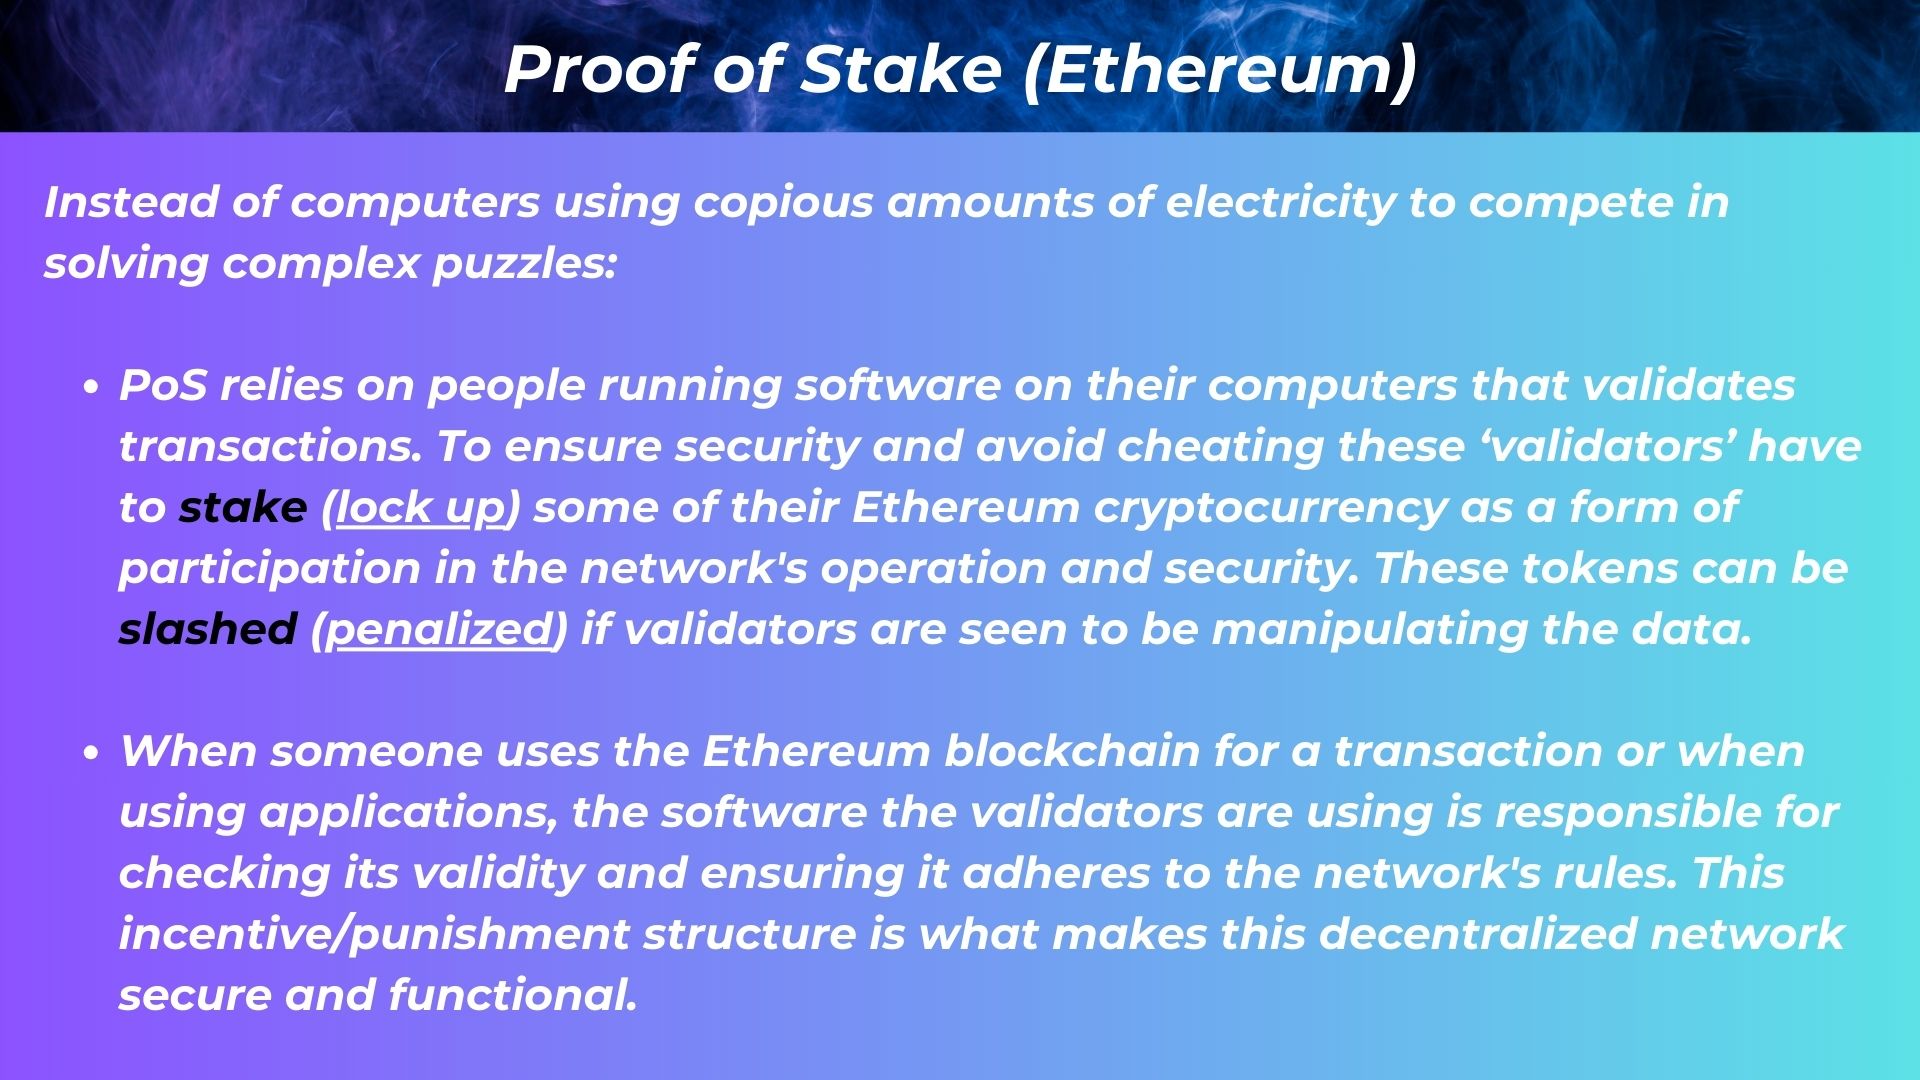 Proof of Stake (Ethereum)
Instead of computers using copious amounts of electricity to compete in
solving complex puzzles:
• PoS relies on people running software on their computers that validates
transactions. To ensure security and avoid cheating these ‘validators’ have
to stake (lock up) some of their Ethereum cryptocurrency as a form of
participation in the network's operation and security. These tokens can be
slashed (penalized) if validators are seen to be manipulating the data.
• When someone uses the Ethereum blockchain for a transaction or when
using applications, the software the validators are using is responsible for
checking its validity and ensuring it adheres to the network's rules. This
incentive/punishment structure is what makes this decentralized network
secure and functional.